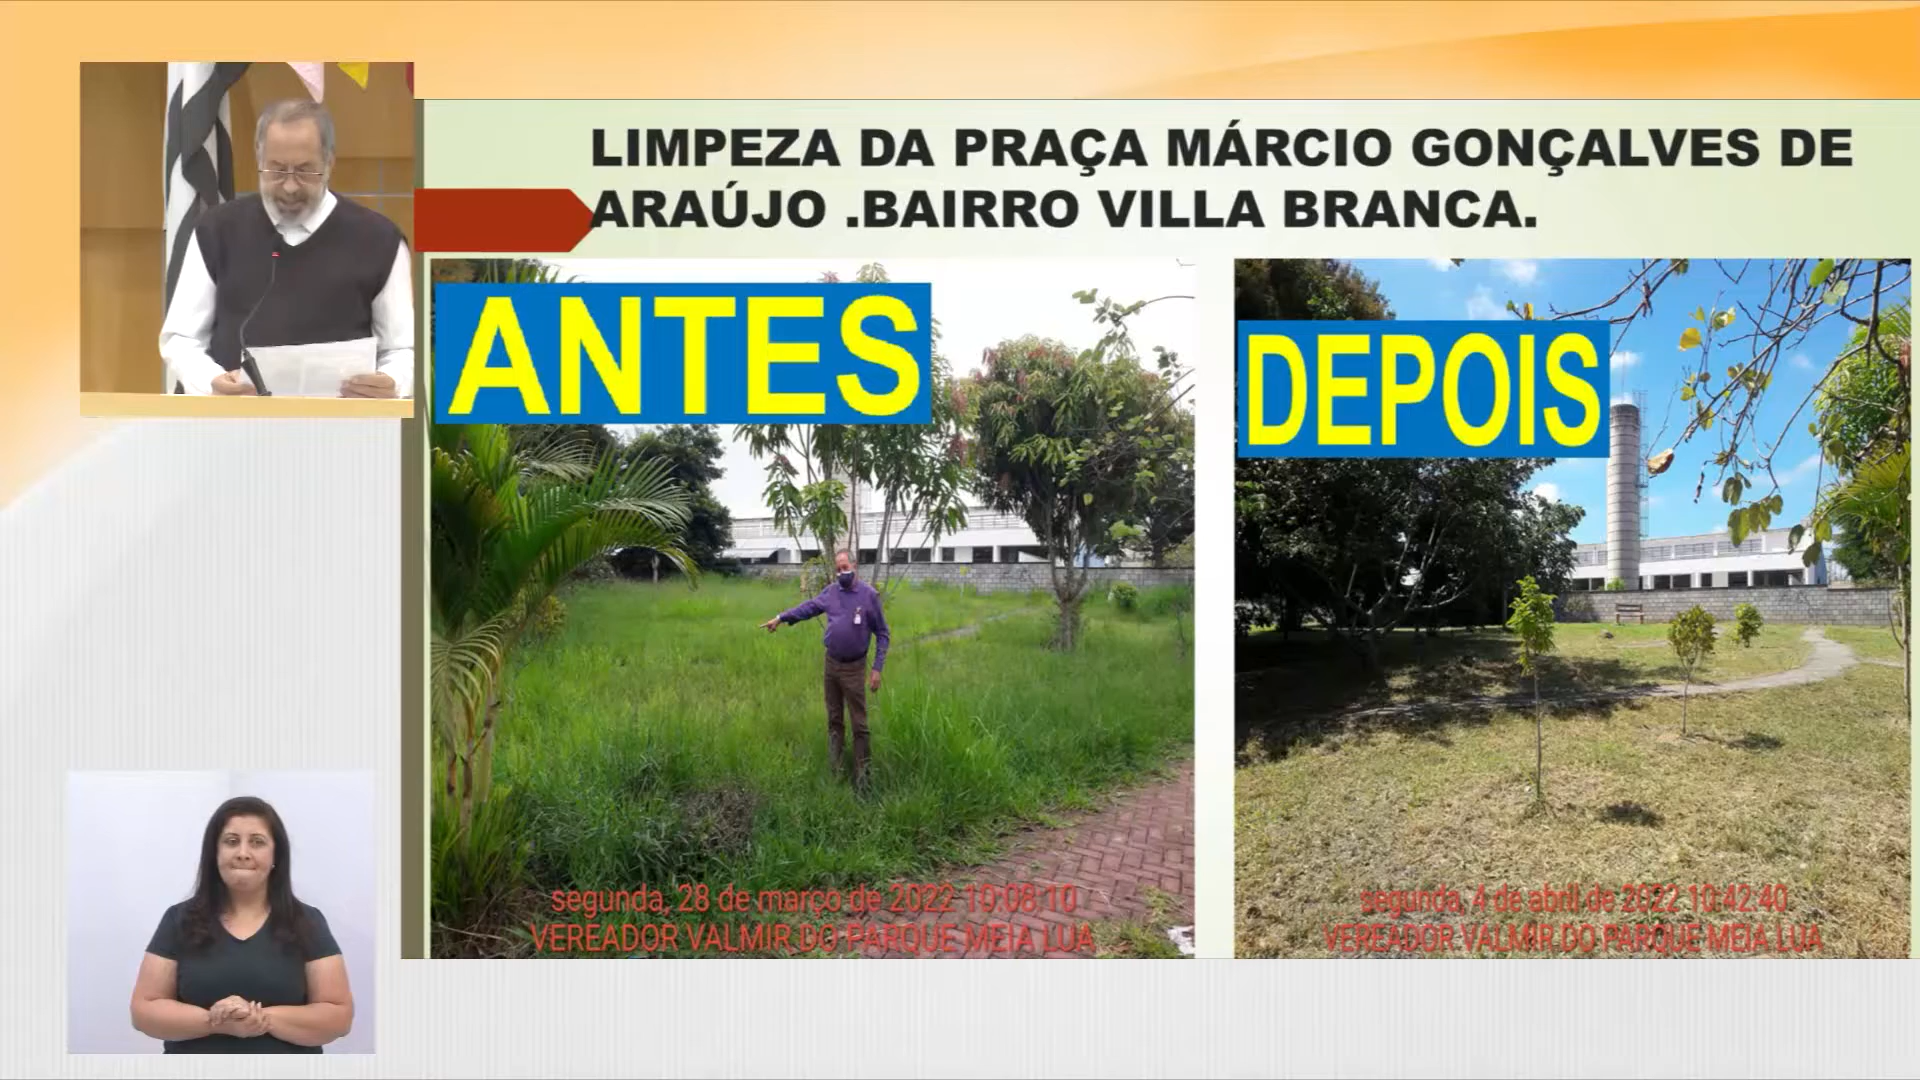 LIMPEZA DA PRAÇA MÁRCIO GONÇALVES DE
ARAÚJO .BAIRRO VILLA BRANCA.
ANTES
DEPOIS
segunda, 28 de março de 2022 10:08:10
VEREADOR VALMIR DO PARQUE MEIA LUA
segunda, 4 de abril de 2022 10:42:40
VEREADOR VALMIR DO PARQUE MEIA LUA